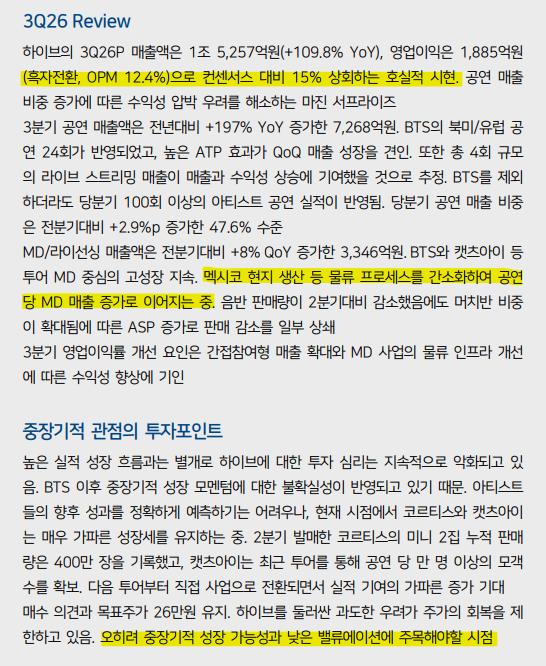 3Q26 Review
하이브의 3Q26P 매출액은 1조 5,257억원(+109.8% YoY), 영업이익은 1,885억원
(흑자전환, OPM 12.4%)으로 컨센서스 대비 15% 상회하는 호실적 시현. 공연 매출
비중 증가에 따른 수익성 압박 우려를 해소하는 마진 서프라이즈
3분기 공연 매출액은 전년대비 +197% YoY 증가한 7,268억원. BTS의 북미/유럽 공
연 24회가 반영되었고, 높은 ATP 효과가 QoQ 매출 성장을 견인. 또한 총 4회 규모
의 라이브 스트리밍 매출이 매출과 수익성 상승에 기여했을 것으로 추정. BTS를 제외
하더라도 당분기 100회 이상의 아티스트 공연 실적이 반영됨. 당분기 공연 매출 비중
은 전분기대비 +2.9%p 증가한 47.6% 수준
MD/라이선싱 매출액은 전분기대비 +8% QoQ 증가한 3,346억원. BTS와 캣츠아이 등
투어 MD 중심의 고성장 지속. 멕시코 현지 생산 등 물류 프로세스를 간소화하여 공연
당 MD 매출 증가로 이어지는 중. 음반 판매량이 2분기대비 감소했음에도 머치반 비중
이 확대됨에 따른 ASP 증가로 판매 감소를 일부 상쇄
3분기 영업이익률 개선 요인은 간접참여형 매출 확대와 MD 사업의 물류 인프라 개선
에 따른 수익성 향상에 기인
중장기적 관점의 투자포인트
높은 실적 성장 흐름과는 별개로 하이브에 대한 투자 심리는 지속적으로 악화되고 있
음. BTS 이후 중장기적 성장 모멘텀에 대한 불확실성이 반영되고 있기 때문. 아티스트
들의 향후 성과를 정확하게 예측하기는 어려우나, 현재 시점에서 코르티스와 캣츠아이
는 매우 가파른 성장세를 유지하는 중. 2분기 발매한 코르티스의 미니 2집 누적 판매
량은 400만 장을 기록했고, 캣츠아이는 최근 투어를 통해 공연 당 만 명 이상의 모객
수를 확보. 다음 투어부터 직접 사업으로 전환되면서 실적 기여의 가파른 증가 기대
매수 의견과 목표주가 26만원 유지. 하이브를 둘러싼 과도한 우려가 주가의 회복을 제
한하고 있음. 오히려 중장기적 성장 가능성과 낮은 밸류에이션에 주목해야할 시점